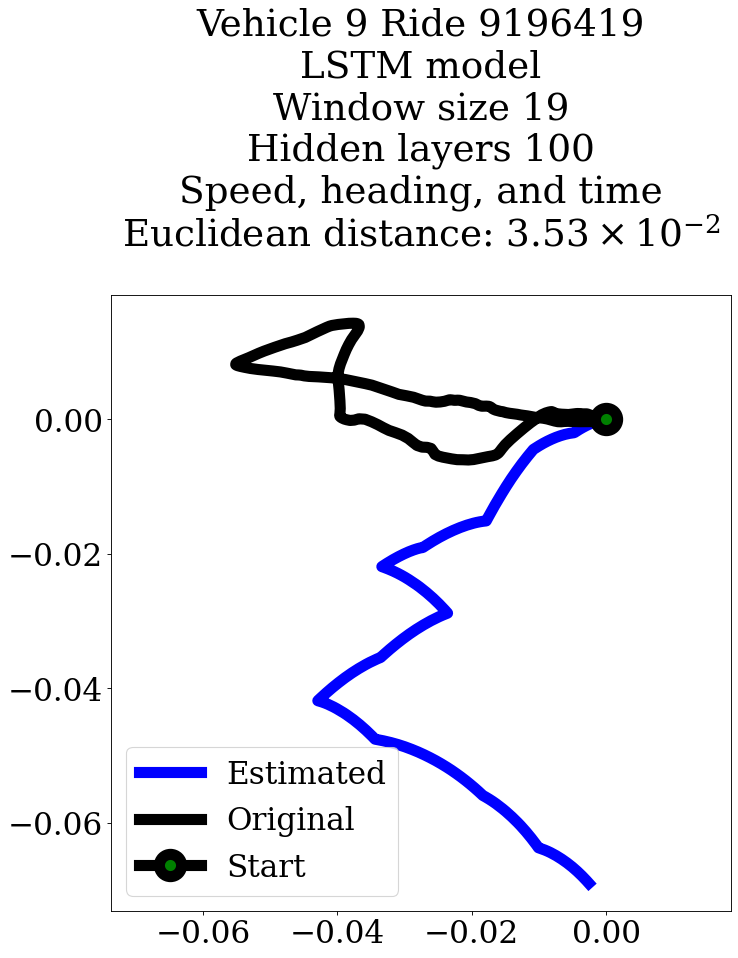 Vehicle 9 Ride 9196419
LSTM model
Window size 19
Hidden layers 100
Speed, heading, and time
Euclidean distance: 3.53 × 10⁻²
0.00
−0.02
−0.04
−0.06
Estimated
Original
Start
−0.06 −0.04 −0.02 0.00